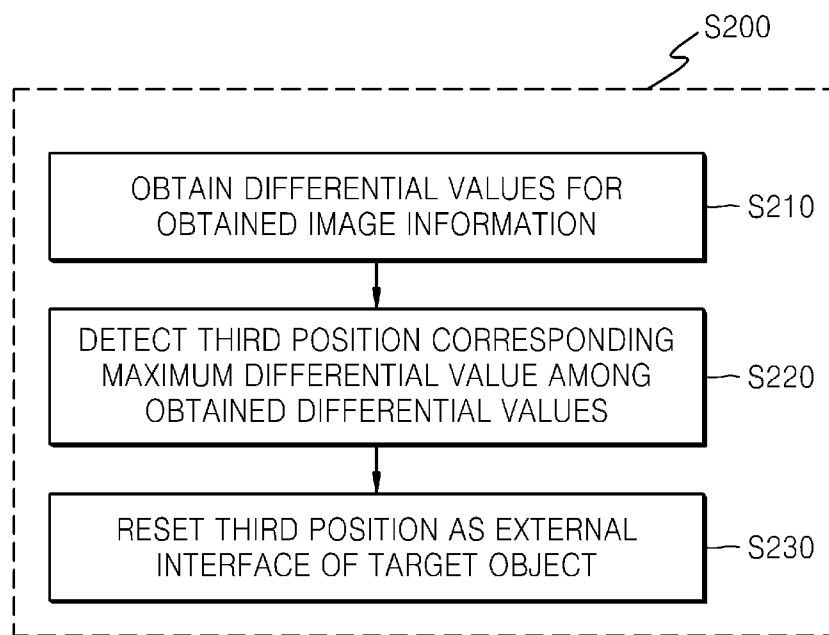 S200
OBTAIN DIFFERENTIAL VALUES FOR
OBTAINED IMAGE INFORMATION
S210
DETECT THIRD POSITION CORRESPONDING
MAXIMUM DIFFERENTIAL VALUE AMONG
OBTAINED DIFFERENTIAL VALUES
S220
RESET THIRD POSITION AS EXTERNAL
INTERFACE OF TARGET OBJECT
S230